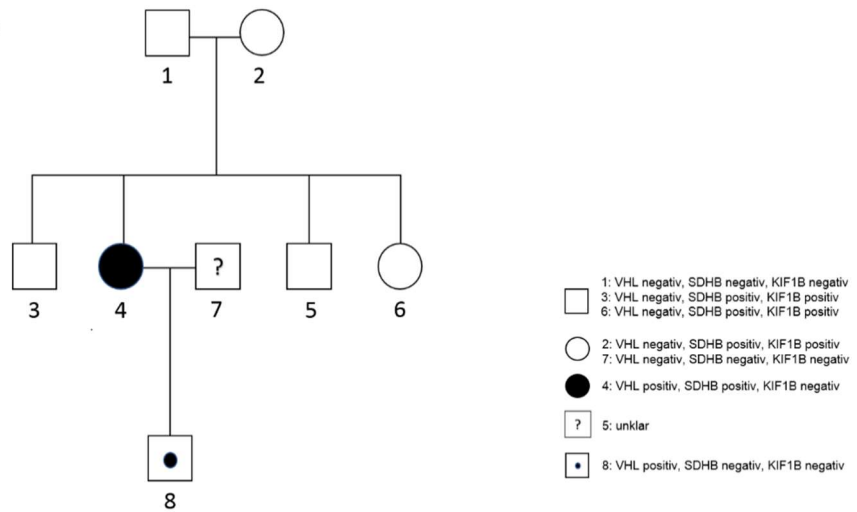 1
2
?
3
4
7
5
6
8
1: VHL negativ, SDHB negativ, KIF1B negativ
3: VHL negativ, SDHB positiv, KIF1B positiv
6: VHL negativ, SDHB positiv, KIF1B positiv
2: VHL negativ, SDHB positiv, KIF1B positiv
7: VHL negativ, SDHB negativ, KIF1B negativ
4: VHL positiv, SDHB positiv, KIF1B negativ
? 5: unklar
8: VHL positiv, SDHB negativ, KIF1B negativ